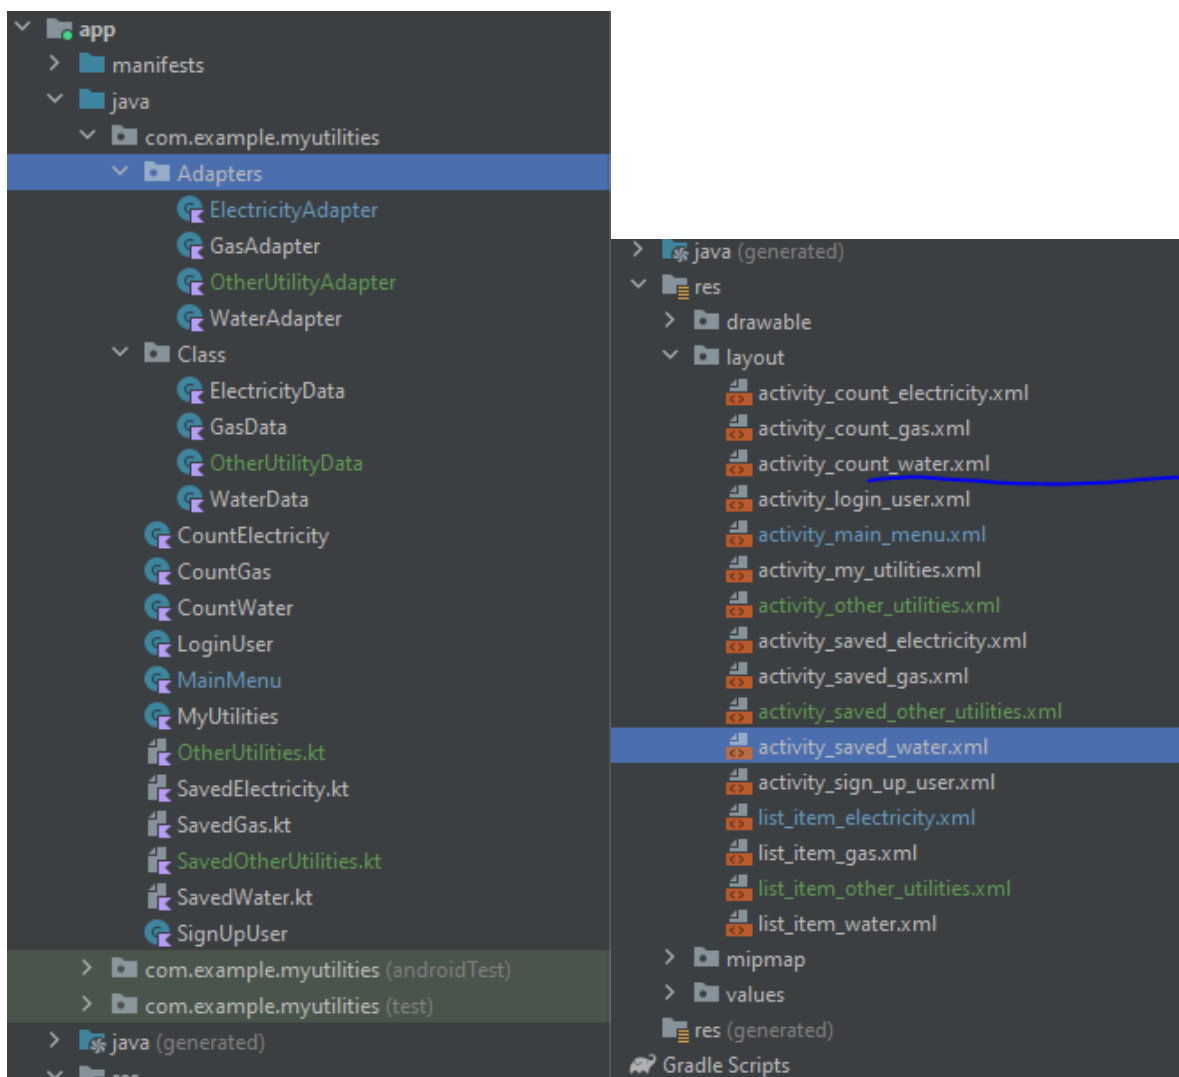 app
manifests
java
com.example.myutilities
Adapters
ElectricityAdapter
GasAdapter
OtherUtilityAdapter
WaterAdapter
Class
ElectricityData
GasData
OtherUtilityData
WaterData
CountElectricity
CountGas
CountWater
LoginUser
MainMenu
MyUtilities
OtherUtilities.kt
SavedElectricity.kt
SavedGas.kt
SavedOtherUtilities.kt
SavedWater.kt
SignUpUser
com.example.myutilities (androidTest)
com.example.myutilities (test)
java (generated)
java (generated)
res
drawable
layout
activity_count_electricity.xml
activity_count_gas.xml
activity_count_water.xml
activity_login_user.xml
activity_main_menu.xml
activity_my_utilities.xml
activity_other_utilities.xml
activity_saved_electricity.xml
activity_saved_gas.xml
activity_saved_other_utilities.xml
activity_saved_water.xml
activity_sign_up_user.xml
list_item_electricity.xml
list_item_gas.xml
list_item_other_utilities.xml
list_item_water.xml
mipmap
values
res (generated)
Gradle Scripts